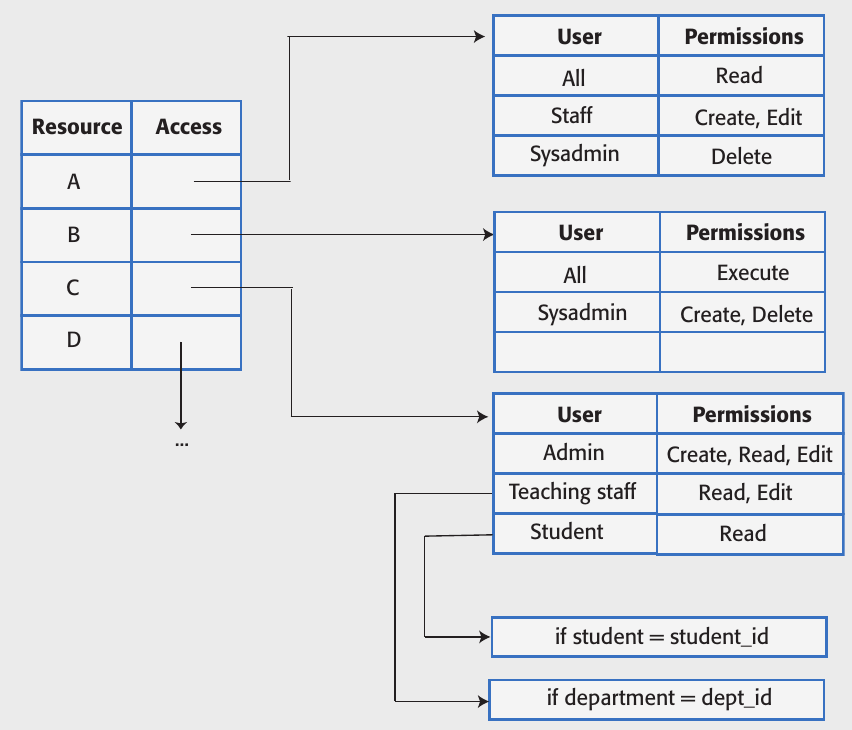 Resource Access
A
B
C
D
...
User Permissions
All Read
Staff Create, Edit
Sysadmin Delete
User Permissions
All Execute
Sysadmin Create, Delete
User Permissions
Admin Create, Read, Edit
Teaching staff Read, Edit
Student Read
if student = student_id
if department = dept_id